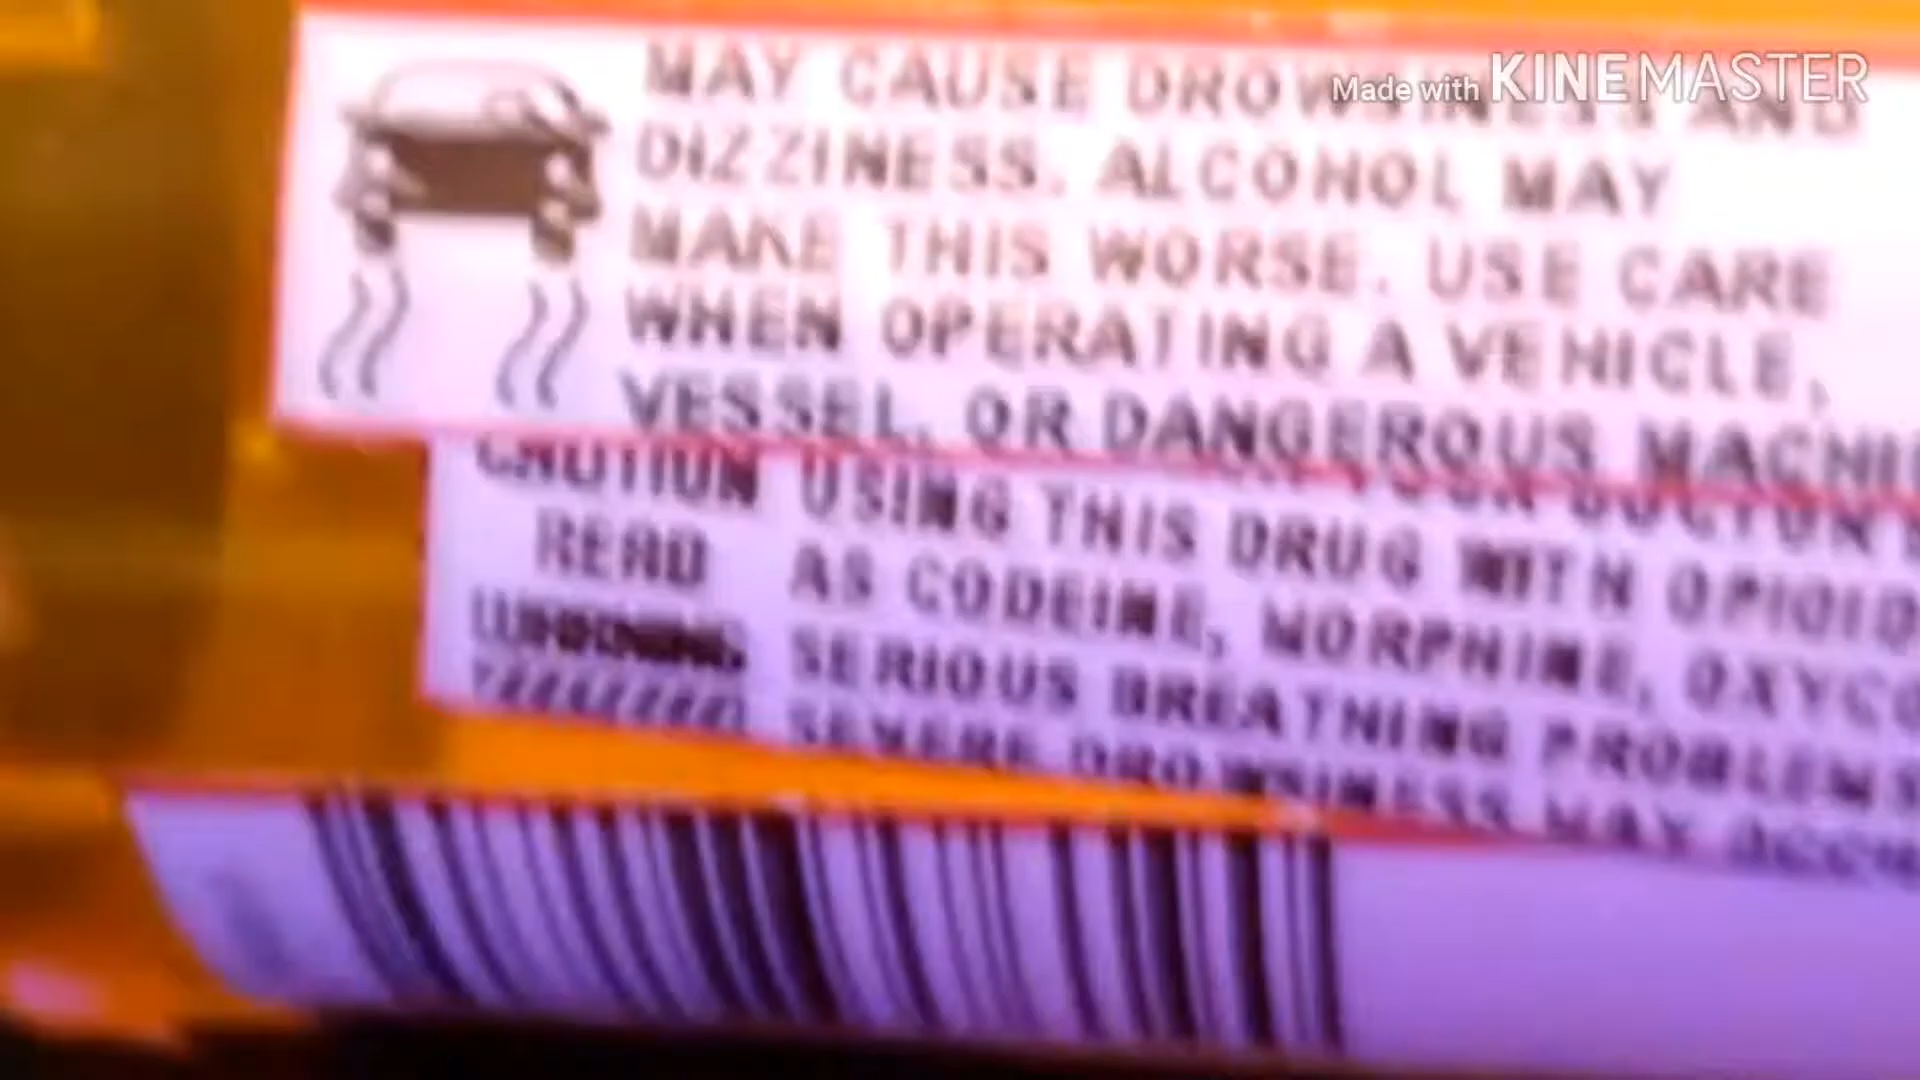 Made with KINEMASTER
MAY CAUSE DROWSINESS AND
DIZZINESS. ALCOHOL MAY
MAKE THIS WORSE. USE CARE
WHEN OPERATING A VEHICLE,
VESSEL, OR DANGEROUS MACHI
CAUTION USING THIS DRUG WITH OPIOID
READ AS CODEINE, MORPHINE, OXYCO
WARNING SERIOUS BREATHING PROBLEMS
SEVERE DROWSINESS MAY OCCU